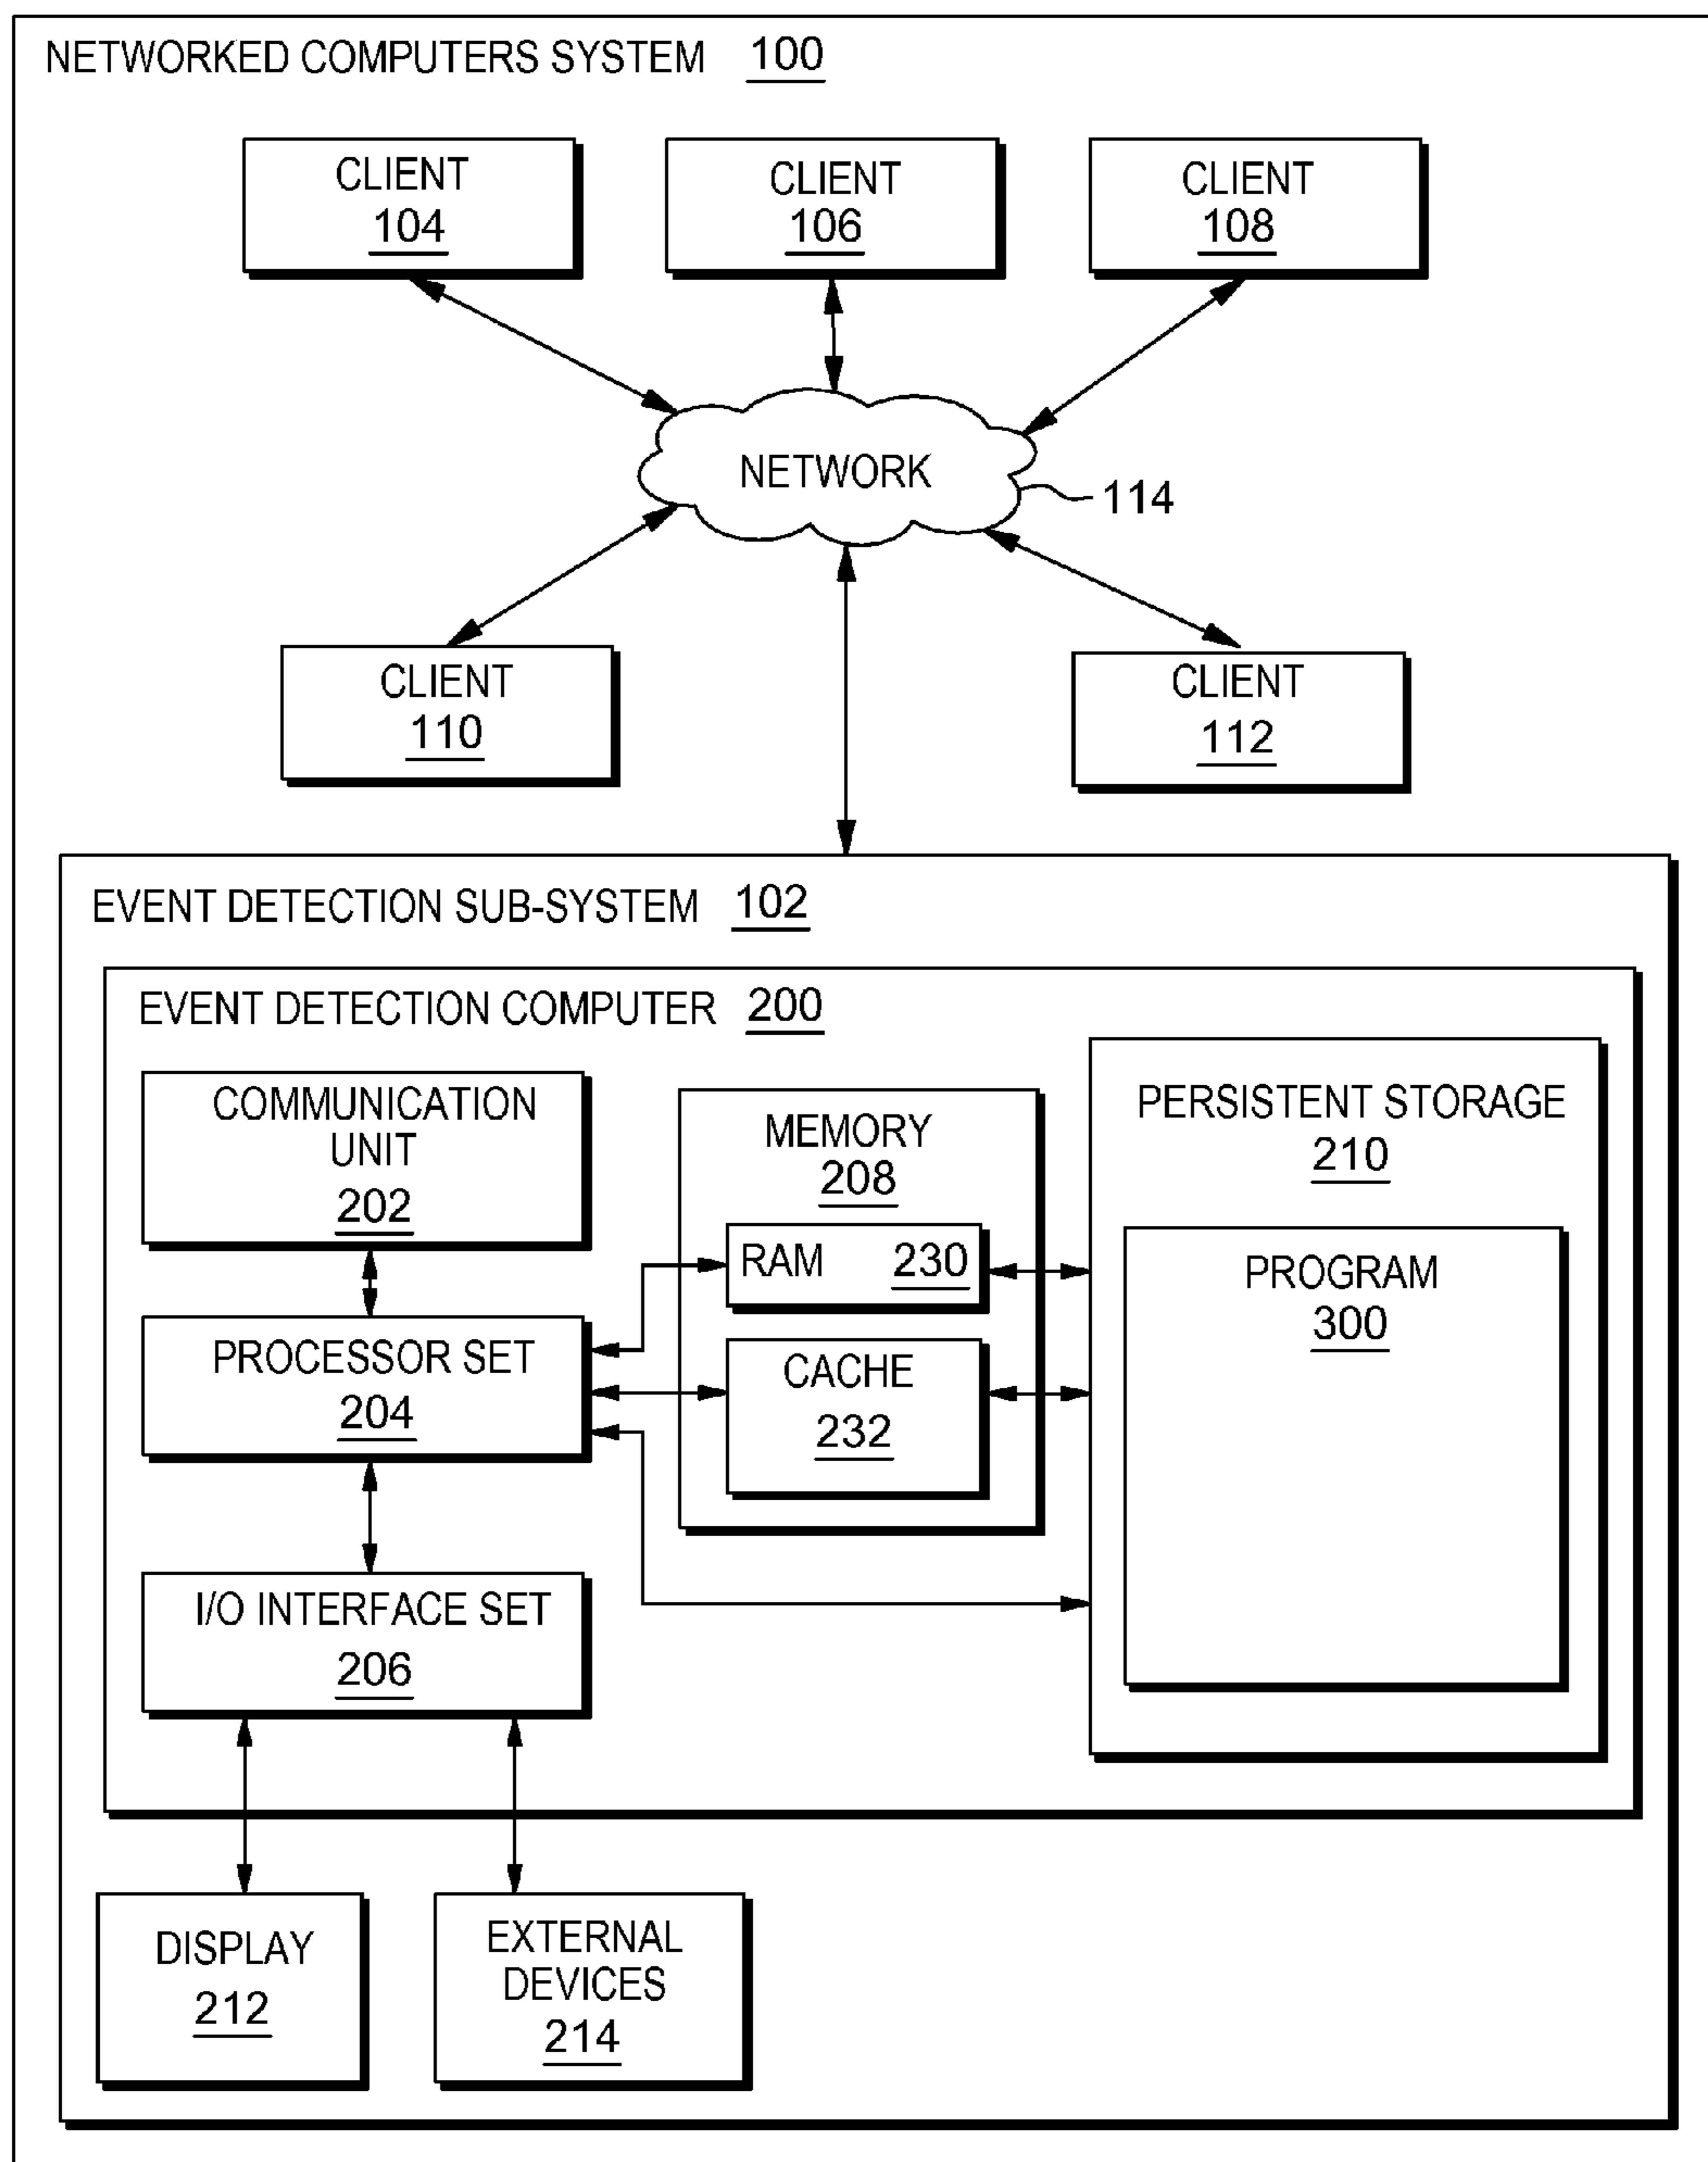 NETWORKED COMPUTERS SYSTEM 100
CLIENT
104
CLIENT
106
CLIENT
108
NETWORK
114
CLIENT
110
CLIENT
112
EVENT DETECTION SUB-SYSTEM 102
EVENT DETECTION COMPUTER 200
COMMUNICATION
UNIT
202
PROCESSOR SET
204
I/O INTERFACE SET
206
MEMORY
208
RAM 230
CACHE
232
PERSISTENT STORAGE
210
PROGRAM
300
DISPLAY
212
EXTERNAL
DEVICES
214